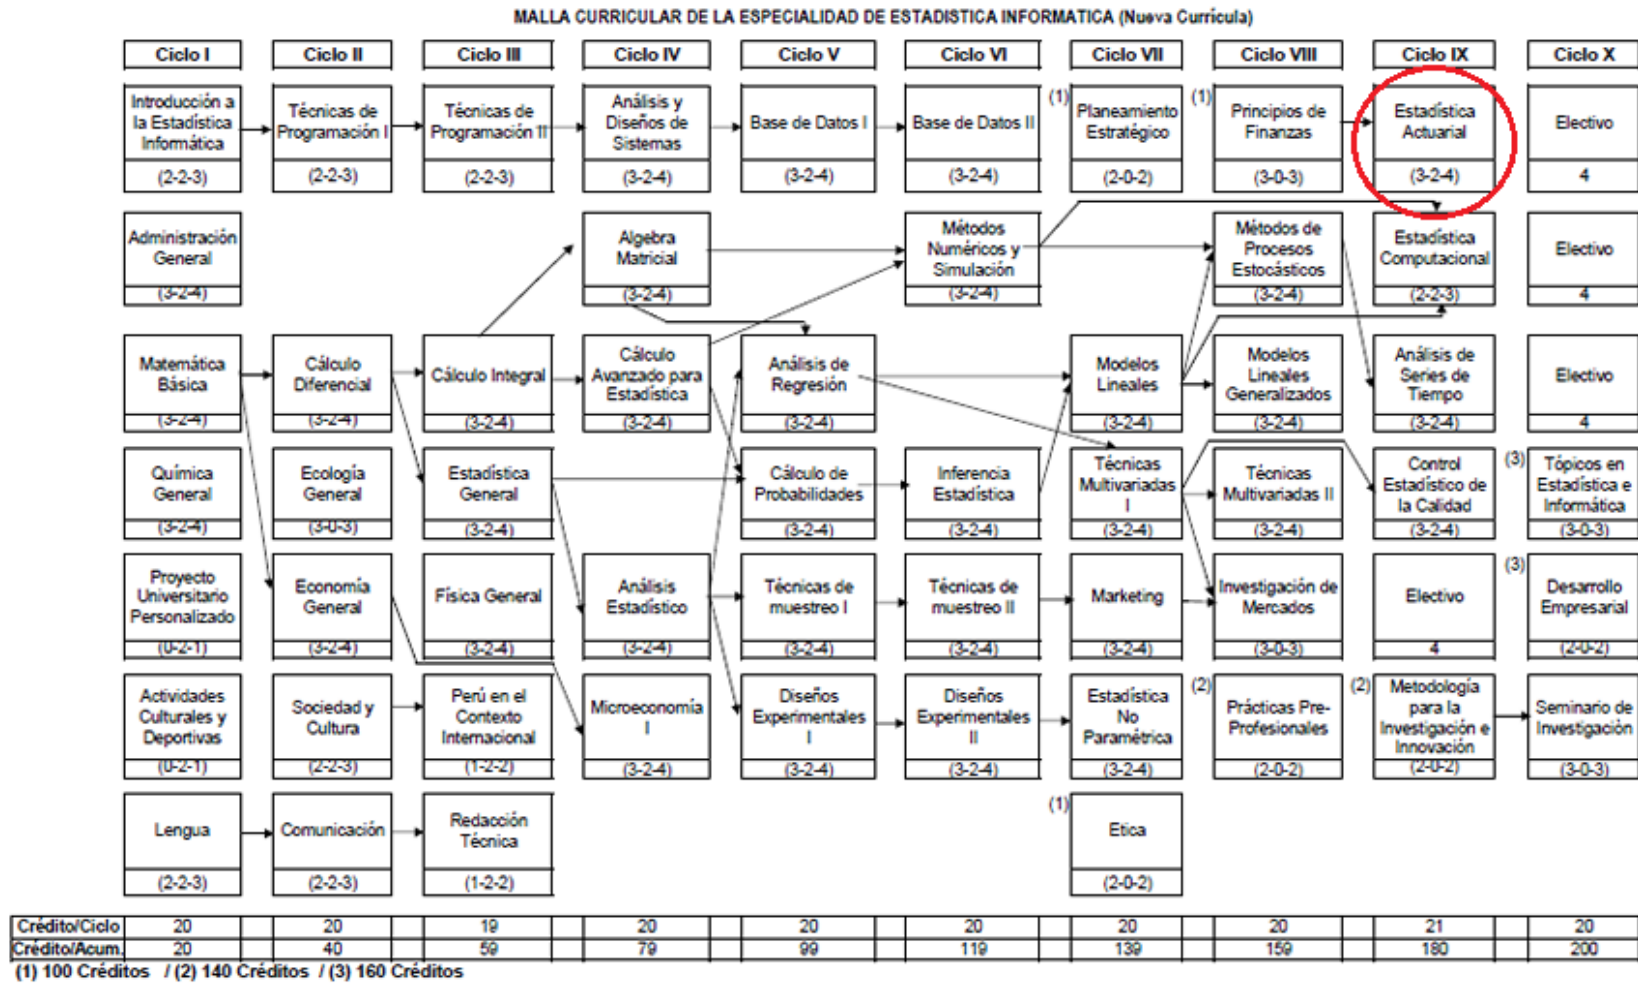 MALLA CURRICULAR DE LA ESPECIALIDAD DE ESTADISTICA INFORMATICA (Nueva Currícula)
Ciclo I
Ciclo II
Ciclo III
Ciclo IV
Ciclo V
Ciclo VI
Ciclo VII
Ciclo VIII
Ciclo IX
Ciclo X
Introducción a
la Estadística
Informática
(2-2-3)
Técnicas de
Programación I
(2-2-3)
Técnicas de
Programación II
(2-2-3)
Análisis y
Diseños de
Sistemas
(3-2-4)
Base de Datos I
(3-2-4)
Base de Datos II
(3-2-4)
(1)
Planeamiento
Estratégico
(2-0-2)
(1)
Principios de
Finanzas
(3-0-3)
Estadística
Actuarial
(3-2-4)
Electivo
4
Administración
General
(3-2-4)
Algebra
Matricial
(3-2-4)
Métodos
Numéricos y
Simulación
(3-2-4)
Métodos de
Procesos
Estocásticos
(3-2-4)
Estadística
Computacional
(2-2-3)
Electivo
4
Matemática
Básica
(3-2-4)
Cálculo
Diferencial
(3-2-4)
Cálculo Integral
(3-2-4)
Cálculo
Avanzado para
Estadística
(3-2-4)
Análisis de
Regresión
(3-2-4)
Modelos
Lineales
(3-2-4)
Modelos
Lineales
Generalizados
(3-2-4)
Análisis de
Series de
Tiempo
(3-2-4)
Electivo
4
Química
General
(3-2-4)
Ecología
General
(3-0-3)
Estadística
General
(3-2-4)
Cálculo de
Probabilidades
(3-2-4)
Inferencia
Estadística
(3-2-4)
Técnicas
Multivariadas
I
(3-2-4)
Técnicas
Multivariadas II
(3-2-4)
Control
Estadístico de
la Calidad
(3-2-4)
(3)
Tópicos en
Estadística e
Informática
(3-0-3)
Proyecto
Universitario
Personalizado
(0-2-1)
Economía
General
(3-2-4)
Física General
(3-2-4)
Análisis
Estadístico
(3-2-4)
Técnicas de
muestreo I
(3-2-4)
Técnicas de
muestreo II
(3-2-4)
Marketing
(3-2-4)
Investigación de
Mercados
(3-0-3)
Electivo
4
(3)
Desarrollo
Empresarial
(2-0-2)
Actividades
Culturales y
Deportivas
(0-2-1)
Sociedad y
Cultura
(2-2-3)
Perú en el
Contexto
Internacional
(1-2-2)
Microeconomía
I
(3-2-4)
Diseños
Experimentales
I
(3-2-4)
Diseños
Experimentales
II
(3-2-4)
Estadística
No
Paramétrica
(3-2-4)
(2)
Prácticas Pre-
Profesionales
(2-0-2)
(2)
Metodología
para la
Investigación e
Innovación
(2-0-2)
Seminario de
Investigación
(3-0-3)
Lengua
(2-2-3)
Comunicación
(2-2-3)
Redacción
Técnica
(1-2-2)
(1)
Etica
(2-0-2)
Crédito/Ciclo 20 20 19 20 20 20 20 20 21 20
Crédito/Acum. 20 40 59 79 99 119 139 159 180 200
(1) 100 Créditos / (2) 140 Créditos / (3) 160 Créditos